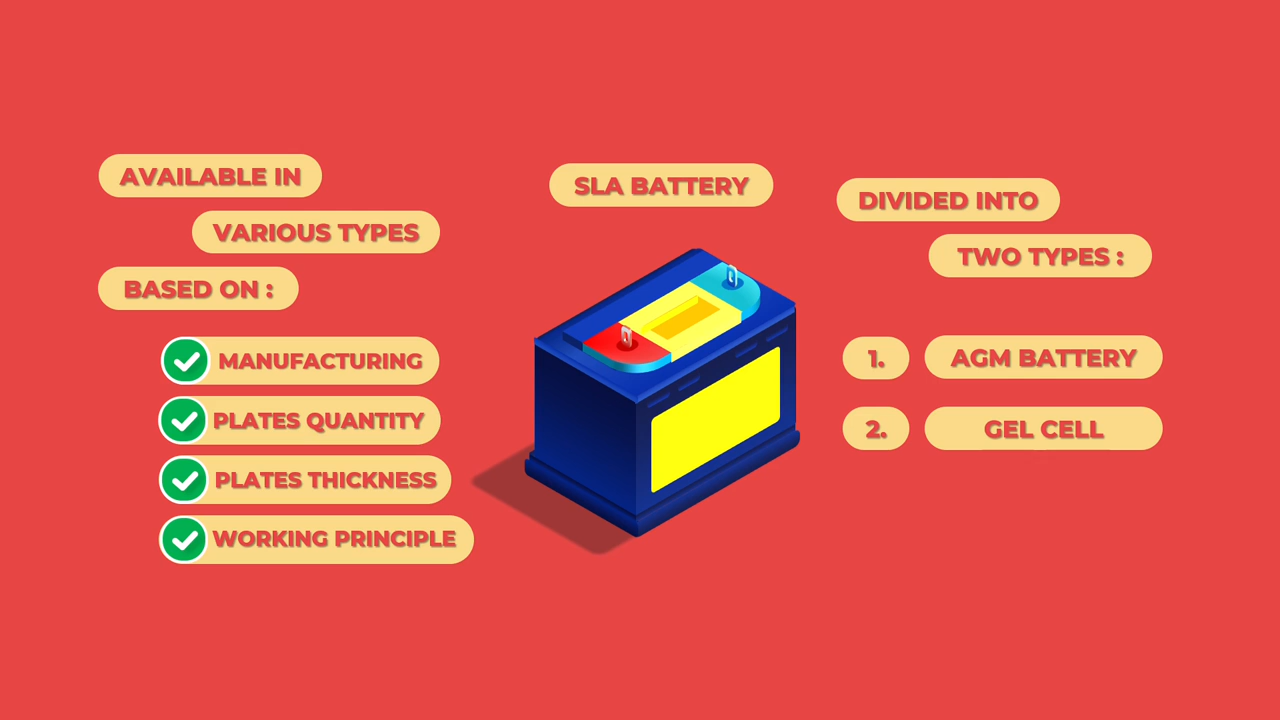 AVAILABLE IN
VARIOUS TYPES
BASED ON :
MANUFACTURING
PLATES QUANTITY
PLATES THICKNESS
WORKING PRINCIPLE
SLA BATTERY
DIVIDED INTO
TWO TYPES :
1. AGM BATTERY
2. GEL CELL